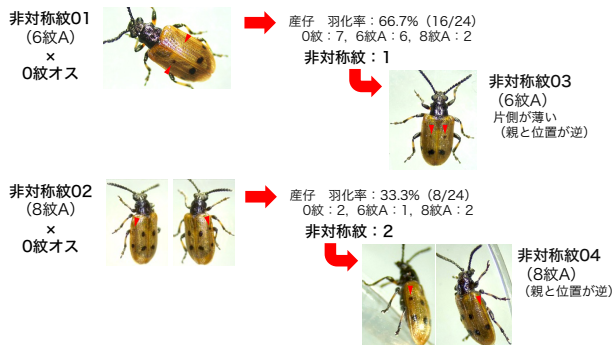 非対称紋01
(6紋A)
×
0紋オス
産仔 羽化率：66.7% (16/24)
0紋：7, 6紋A：6, 8紋A：2
非対称紋：1
非対称紋03
(6紋A)
片側が薄い
(親と位置が逆)
非対称紋02
(8紋A)
×
0紋オス
産仔 羽化率：33.3% (8/24)
0紋：2, 6紋A：1, 8紋A：2
非対称紋：2
非対称紋04
(8紋A)
(親と位置が逆)